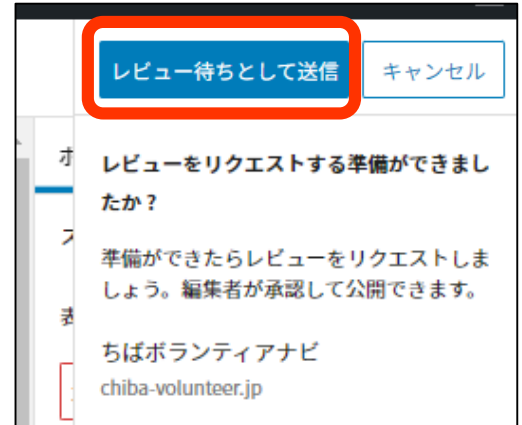 レビュー待ちとして送信 キャンセル
レビューをリクエストする準備ができまし
たか ?
準備ができたらレビューをリクエストしま
しょう。編集者が承認して公開できます。
ちばボランティアナビ
chiba-volunteer.jp